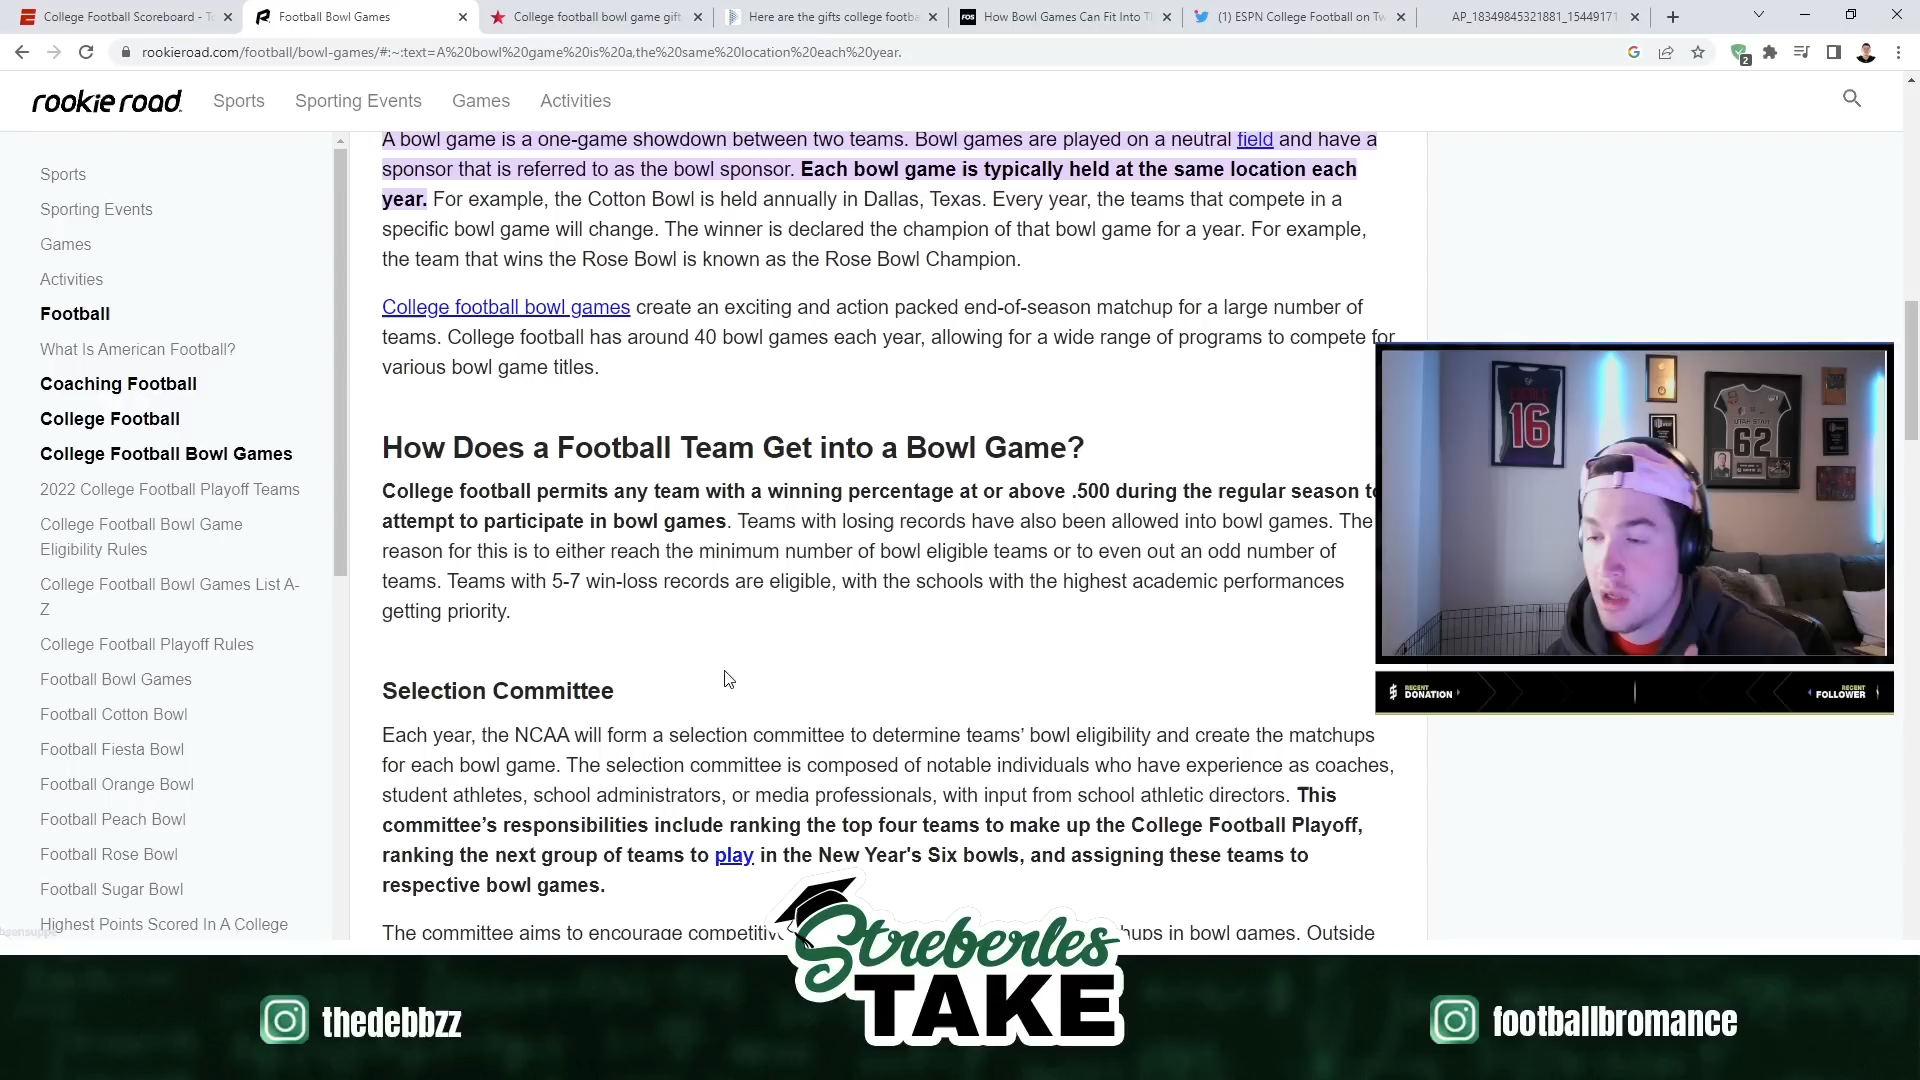 College Football Scoreboard - To
Football Bowl Games
College football bowl game gift
Here are the gifts college footba
FOS How Bowl Games Can Fit Into Th
(1) ESPN College Football on Tw
AP_18349845321881_15449171
rookieroad.com/football/bowl-games/#:~:text=A%20bowl%20game%20is%20a,the%20same%20location%20each%20year.
2
rookie road
Sports
Sporting Events
Games
Activities
Sports
Sporting Events
Games
Activities
Football
What Is American Football?
Coaching Football
College Football
College Football Bowl Games
2022 College Football Playoff Teams
College Football Bowl Game
Eligibility Rules
College Football Bowl Games List A-
Z
College Football Playoff Rules
Football Bowl Games
Football Cotton Bowl
Football Fiesta Bowl
Football Orange Bowl
Football Peach Bowl
Football Rose Bowl
Football Sugar Bowl
Highest Points Scored In A College
A bowl game is a one-game showdown between two teams. Bowl games are played on a neutral field and have a
sponsor that is referred to as the bowl sponsor. Each bowl game is typically held at the same location each
year. For example, the Cotton Bowl is held annually in Dallas, Texas. Every year, the teams that compete in a
specific bowl game will change. The winner is declared the champion of that bowl game for a year. For example,
the team that wins the Rose Bowl is known as the Rose Bowl Champion.
College football bowl games create an exciting and action packed end-of-season matchup for a large number of
teams. College football has around 40 bowl games each year, allowing for a wide range of programs to compete for
various bowl game titles.
How Does a Football Team Get into a Bowl Game?
College football permits any team with a winning percentage at or above .500 during the regular season to
attempt to participate in bowl games. Teams with losing records have also been allowed into bowl games. The
reason for this is to either reach the minimum number of bowl eligible teams or to even out an odd number of
teams. Teams with 5-7 win-loss records are eligible, with the schools with the highest academic performances
getting priority.
Selection Committee
Each year, the NCAA will form a selection committee to determine teams’ bowl eligibility and create the matchups
for each bowl game. The selection committee is composed of notable individuals who have experience as coaches,
student athletes, school administrators, or media professionals, with input from school athletic directors. This
committee’s responsibilities include ranking the top four teams to make up the College Football Playoff,
ranking the next group of teams to play in the New Year's Six bowls, and assigning these teams to
respective bowl games.
The committee aims to encourage competitiv
hups in bowl games. Outside
16
UTAH STATE
62
RECENT
DONATION
RECENT
FOLLOWER
Streberles
TAKE
thedebbzz
footballbromance